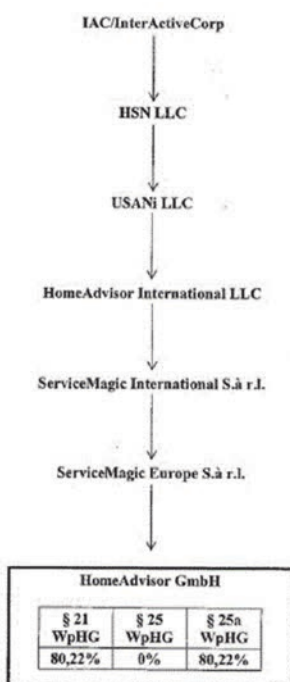 IAC/InterActiveCorp
HSN LLC
USANi LLC
HomeAdvisor International LLC
ServiceMagic International S.à r.l.
ServiceMagic Europe S.à r.l.
HomeAdvisor GmbH
§ 21 § 25 § 25a
WpHG WpHG WpHG
80,22% 0% 80,22%